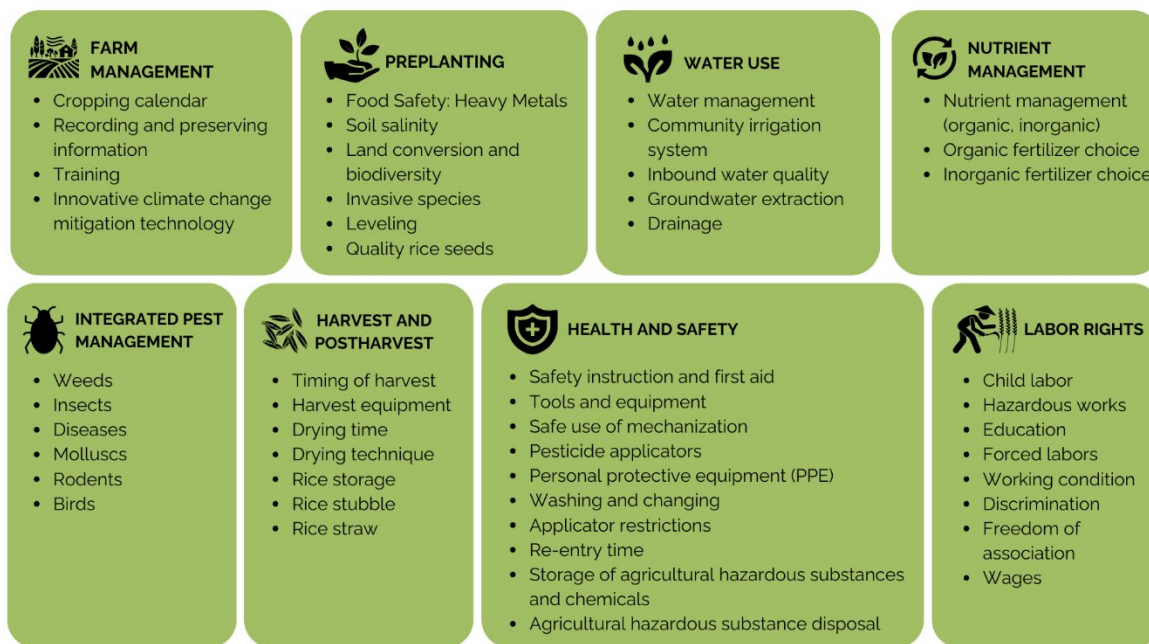 FARM
MANAGEMENT
• Cropping calendar
• Recording and preserving
information
• Training
• Innovative climate change
mitigation technology
PREPLANTING
• Food Safety: Heavy Metals
• Soil salinity
• Land conversion and
biodiversity
• Invasive species
• Leveling
• Quality rice seeds
WATER USE
• Water management
• Community irrigation
system
• Inbound water quality
• Groundwater extraction
• Drainage
NUTRIENT
MANAGEMENT
• Nutrient management
(organic, inorganic)
• Organic fertilizer choice
• Inorganic fertilizer choice
INTEGRATED PEST
MANAGEMENT
• Weeds
• Insects
• Diseases
• Molluscs
• Rodents
• Birds
HARVEST AND
POSTHARVEST
• Timing of harvest
• Harvest equipment
• Drying time
• Drying technique
• Rice storage
• Rice stubble
• Rice straw
HEALTH AND SAFETY
• Safety instruction and first aid
• Tools and equipment
• Safe use of mechanization
• Pesticide applicators
• Personal protective equipment (PPE)
• Washing and changing
• Applicator restrictions
• Re-entry time
• Storage of agricultural hazardous substances
and chemicals
• Agricultural hazardous substance disposal
LABOR RIGHTS
• Child labor
• Hazardous works
• Education
• Forced labors
• Working condition
• Discrimination
• Freedom of
association
• Wages